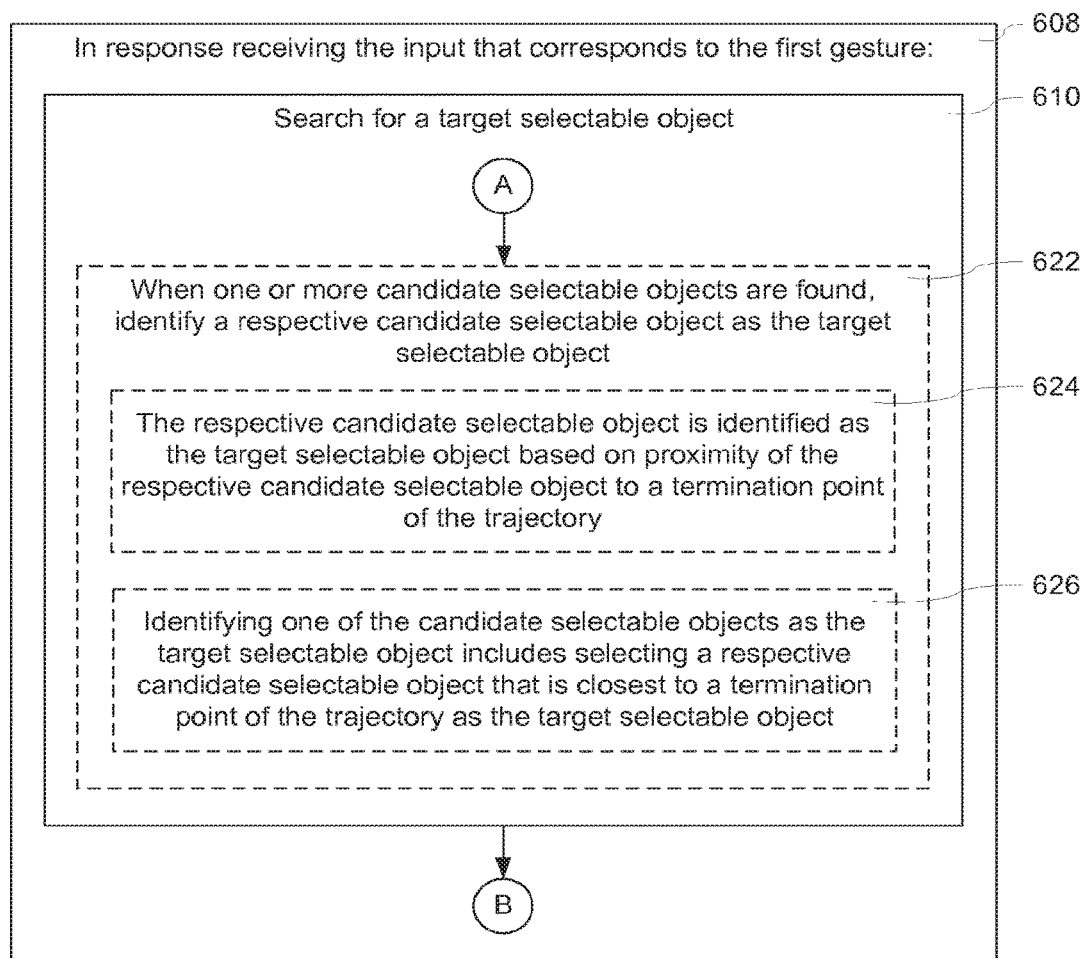 608
In response receiving the input that corresponds to the first gesture:
610
Search for a target selectable object
A
622
When one or more candidate selectable objects are found,
identify a respective candidate selectable object as the target
selectable object
624
The respective candidate selectable object is identified as
the target selectable object based on proximity of the
respective candidate selectable object to a termination point
of the trajectory
626
Identifying one of the candidate selectable objects as the
target selectable object includes selecting a respective
candidate selectable object that is closest to a termination
point of the trajectory as the target selectable object
B